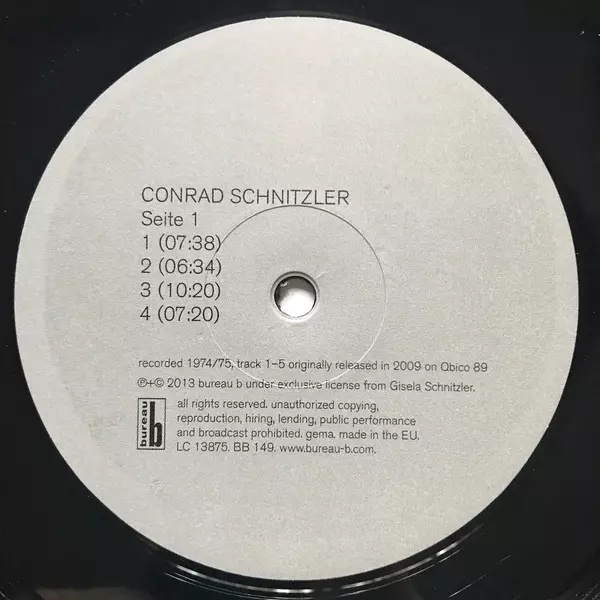 CONRAD SCHNITZLER
Seite 1
1 (07:38)
2 (06:34)
3 (10:20)
4 (07:20)
recorded 1974/75, track 1–5 originally released in 2009 on Qbico 89
℗+© 2013 bureau b under exclusive license from Gisela Schnitzler.
bureau b
all rights reserved. unauthorized copying,
reproduction, hiring, lending, public performance
and broadcast prohibited. gema. made in the EU.
LC 13875. BB 149. www.bureau-b.com.